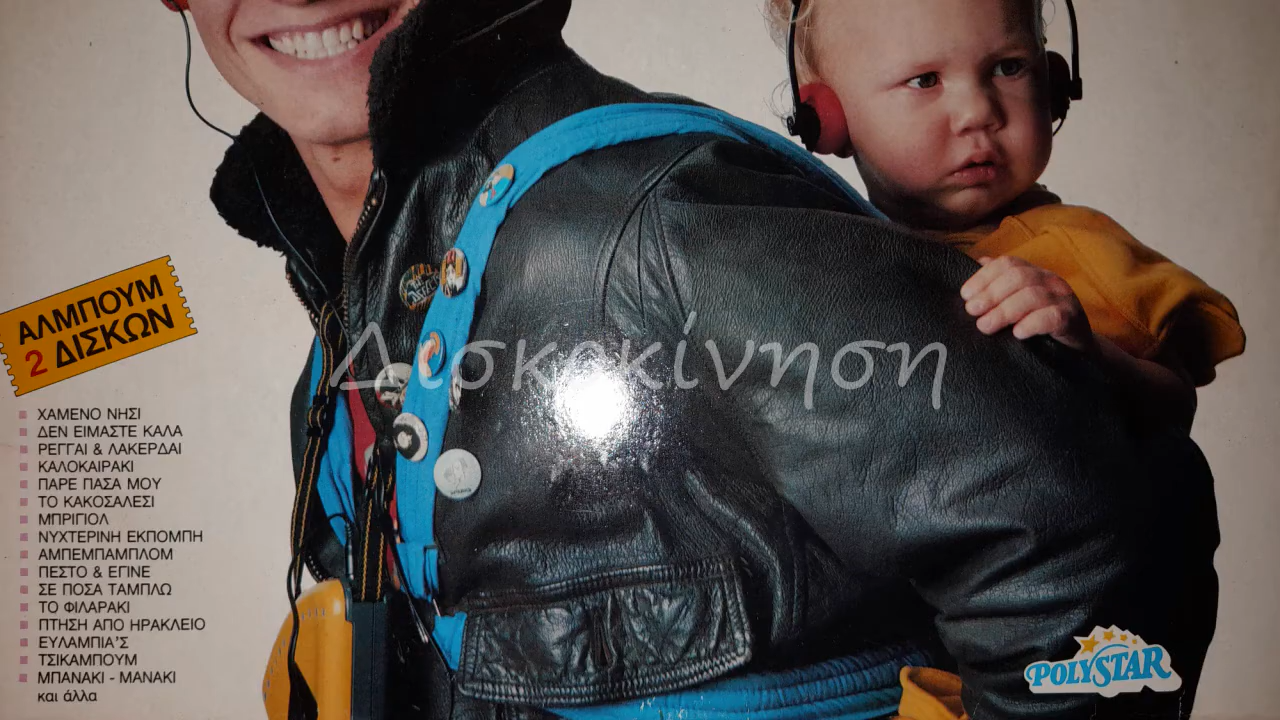 ΑΛΜΠΟΥΜ
2 ΔΙΣΚΩΝ
Δισκοκίνηση
ΧΑΜΕΝΟ ΝΗΣΙ
ΔΕΝ ΕΙΜΑΣΤΕ ΚΑΛΑ
ΡΕΓΓΑΙ & ΛΑΚΕΡΔΑΙ
ΚΑΛΟΚΑΙΡΑΚΙ
ΠΑΡΕ ΠΑΣΑ ΜΟΥ
ΤΟ ΚΑΚΟΣΑΛΕΣΙ
ΜΠΡΙΓΙΟΛ
ΝΥΧΤΕΡΙΝΗ ΕΚΠΟΜΠΗ
ΑΜΠΕΜΠΑΜΠΛΟΜ
ΠΕΣΤΟ & ΕΓΙΝΕ
ΣΕ ΠΟΣΑ ΤΑΜΠΛΩ
ΤΟ ΦΙΛΑΡΑΚΙ
ΠΤΗΣΗ ΑΠΟ ΗΡΑΚΛΕΙΟ
ΕΥΛΑΜΠΙΑ'Σ
ΤΣΙΚΑΜΠΟΥΜ
ΜΠΑΝΑΚΙ - ΜΑΝΑΚΙ
και άλλα
POLYSTAR